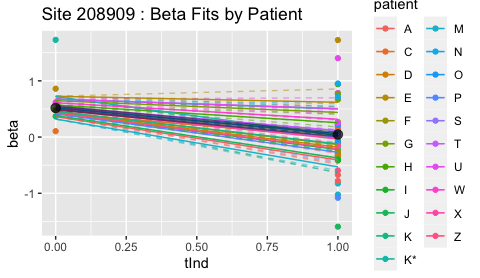 Site 208909 : Beta Fits by Patient
beta
1
0
-1
0.00 0.25 0.50 0.75 1.00
tInd
patient
A
C
D
E
F
G
H
I
J
K
K*
M
N
O
P
S
T
U
W
X
Z